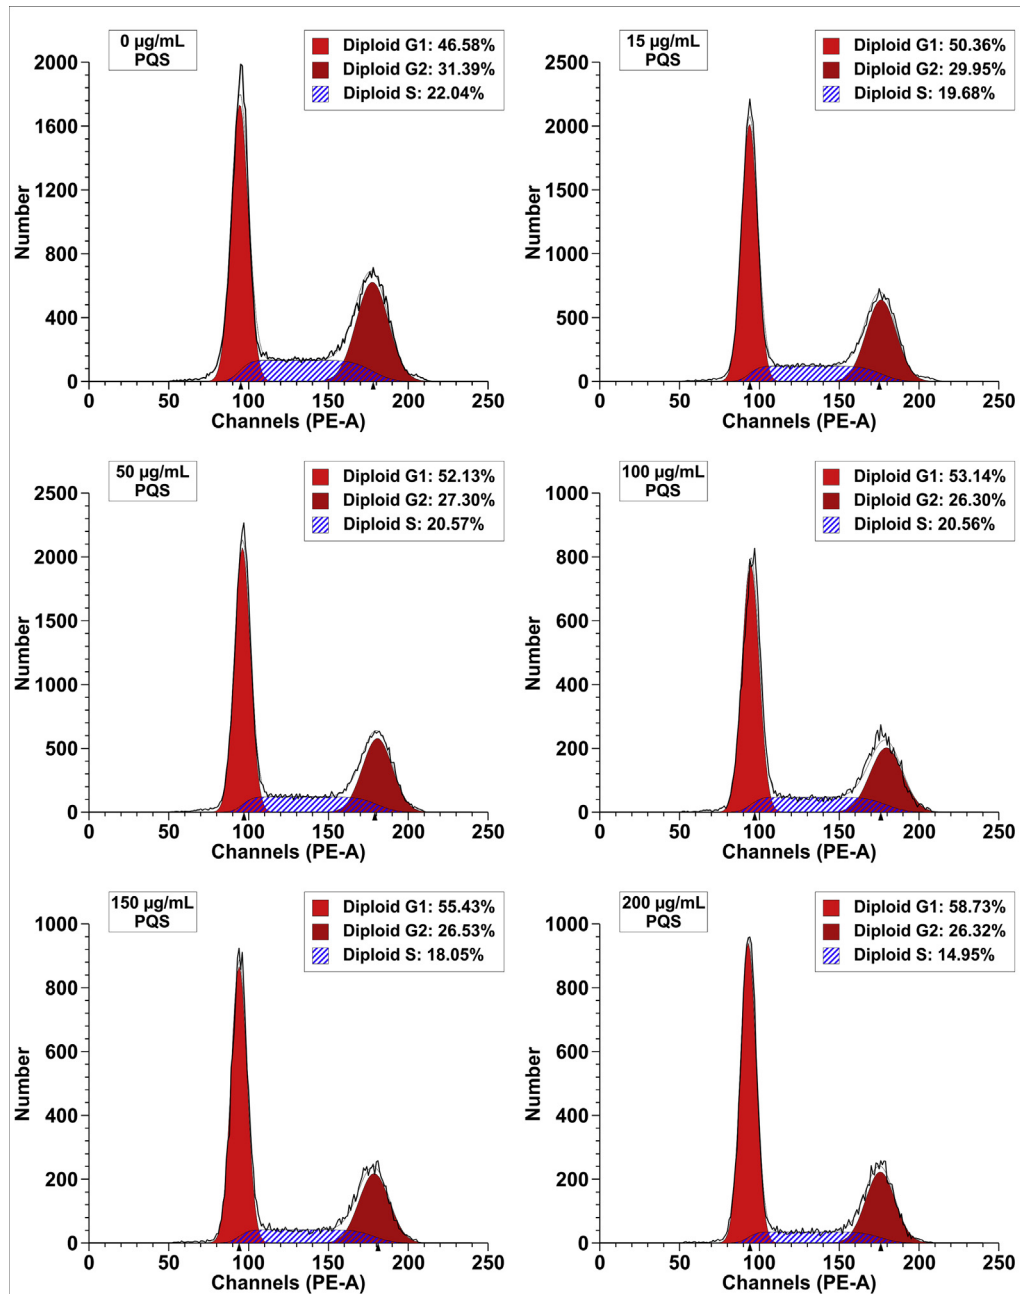 0 µg/mL
PQS
Diploid G1: 46.58%
Diploid G2: 31.39%
Diploid S: 22.04%
2000
1600
1200
800
400
0
Number
0 50 100 150 200 250
Channels (PE-A)
15 µg/mL
PQS
Diploid G1: 50.36%
Diploid G2: 29.95%
Diploid S: 19.68%
2500
2000
1500
1000
500
0
Number
0 50 100 150 200 250
Channels (PE-A)
50 µg/mL
PQS
Diploid G1: 52.13%
Diploid G2: 27.30%
Diploid S: 20.57%
2500
2000
1500
1000
500
0
Number
0 50 100 150 200 250
Channels (PE-A)
100 µg/mL
PQS
Diploid G1: 53.14%
Diploid G2: 26.30%
Diploid S: 20.56%
1000
800
600
400
200
0
Number
0 50 100 150 200 250
Channels (PE-A)
150 µg/mL
PQS
Diploid G1: 55.43%
Diploid G2: 26.53%
Diploid S: 18.05%
1000
800
600
400
200
0
Number
0 50 100 150 200 250
Channels (PE-A)
200 µg/mL
PQS
Diploid G1: 58.73%
Diploid G2: 26.32%
Diploid S: 14.95%
1000
800
600
400
200
0
Number
0 50 100 150 200 250
Channels (PE-A)